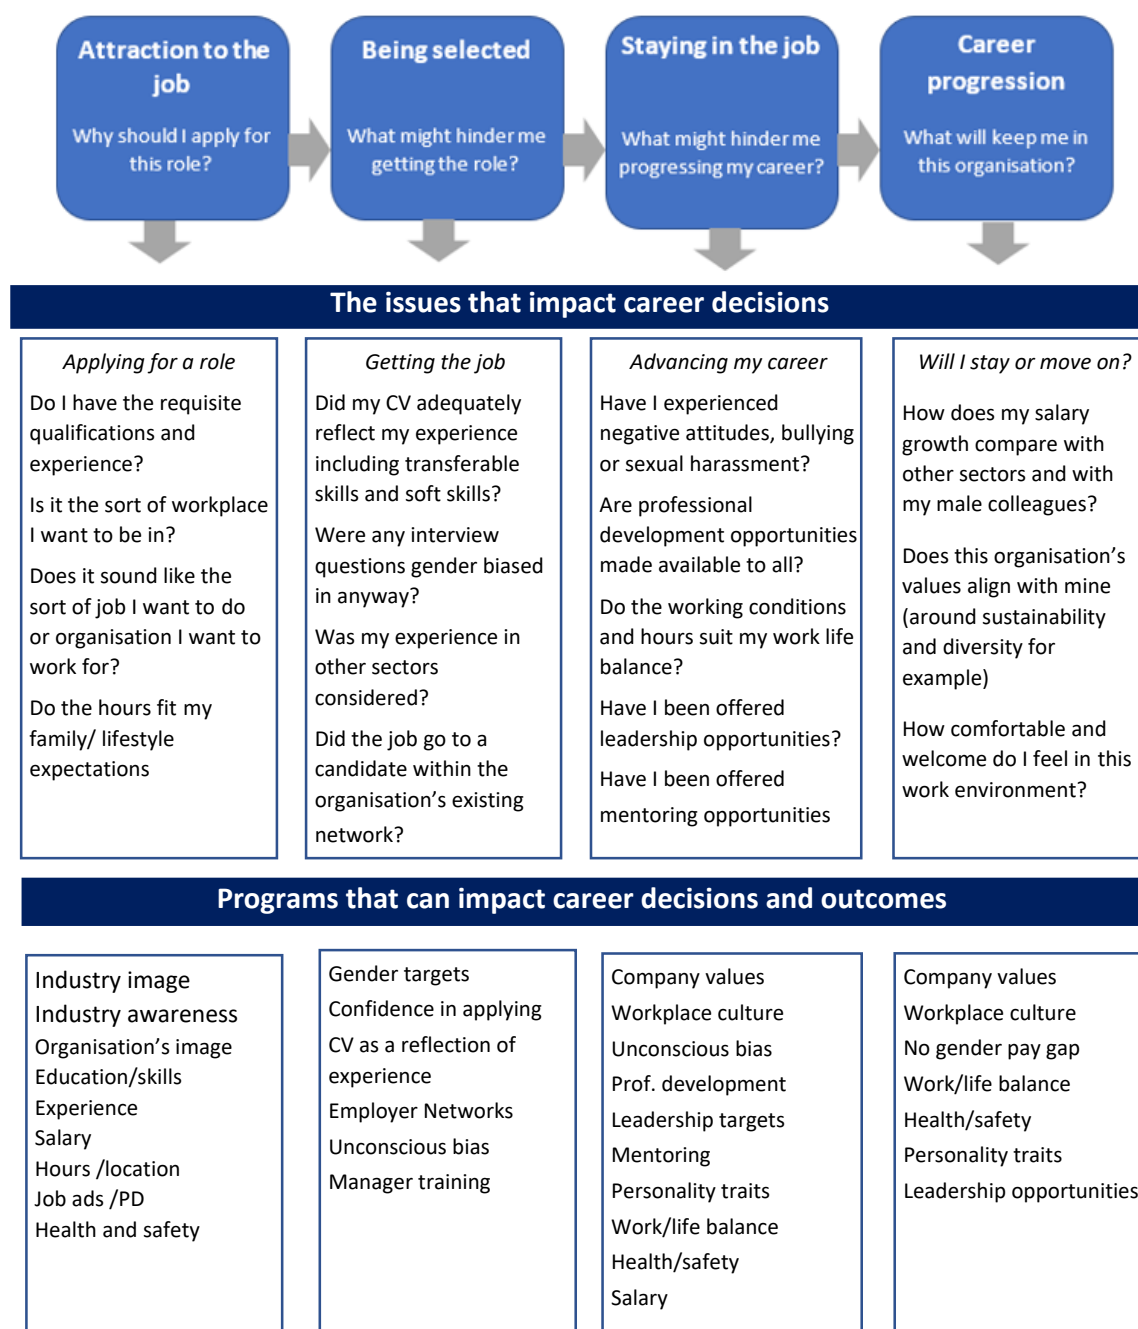 Attraction to the
job
Why should I apply for
this role?
Being selected
What might hinder me
getting the role?
Staying in the job
What might hinder me
progressing my career?
Career
progression
What will keep me in
this organisation?
The issues that impact career decisions
Applying for a role
Do I have the requisite
qualifications and
experience?
Is it the sort of workplace
I want to be in?
Does it sound like the
sort of job I want to do
or organisation I want to
work for?
Do the hours fit my
family/ lifestyle
expectations
Getting the job
Did my CV adequately
reflect my experience
including transferable
skills and soft skills?
Were any interview
questions gender biased
in anyway?
Was my experience in
other sectors
considered?
Did the job go to a
candidate within the
organisation’s existing
network?
Advancing my career
Have I experienced
negative attitudes, bullying
or sexual harassment?
Are professional
development opportunities
made available to all?
Do the working conditions
and hours suit my work life
balance?
Have I been offered
leadership opportunities?
Have I been offered
mentoring opportunities
Will I stay or move on?
How does my salary
growth compare with
other sectors and with
my male colleagues?
Does this organisation’s
values align with mine
(around sustainability
and diversity for
example)
How comfortable and
welcome do I feel in this
work environment?
Programs that can impact career decisions and outcomes
Industry image
Industry awareness
Organisation’s image
Education/skills
Experience
Salary
Hours /location
Job ads /PD
Health and safety
Gender targets
Confidence in applying
CV as a reflection of
experience
Employer Networks
Unconscious bias
Manager training
Company values
Workplace culture
Unconscious bias
Prof. development
Leadership targets
Mentoring
Personality traits
Work/life balance
Health/safety
Salary
Company values
Workplace culture
No gender pay gap
Work/life balance
Health/safety
Personality traits
Leadership opportunities